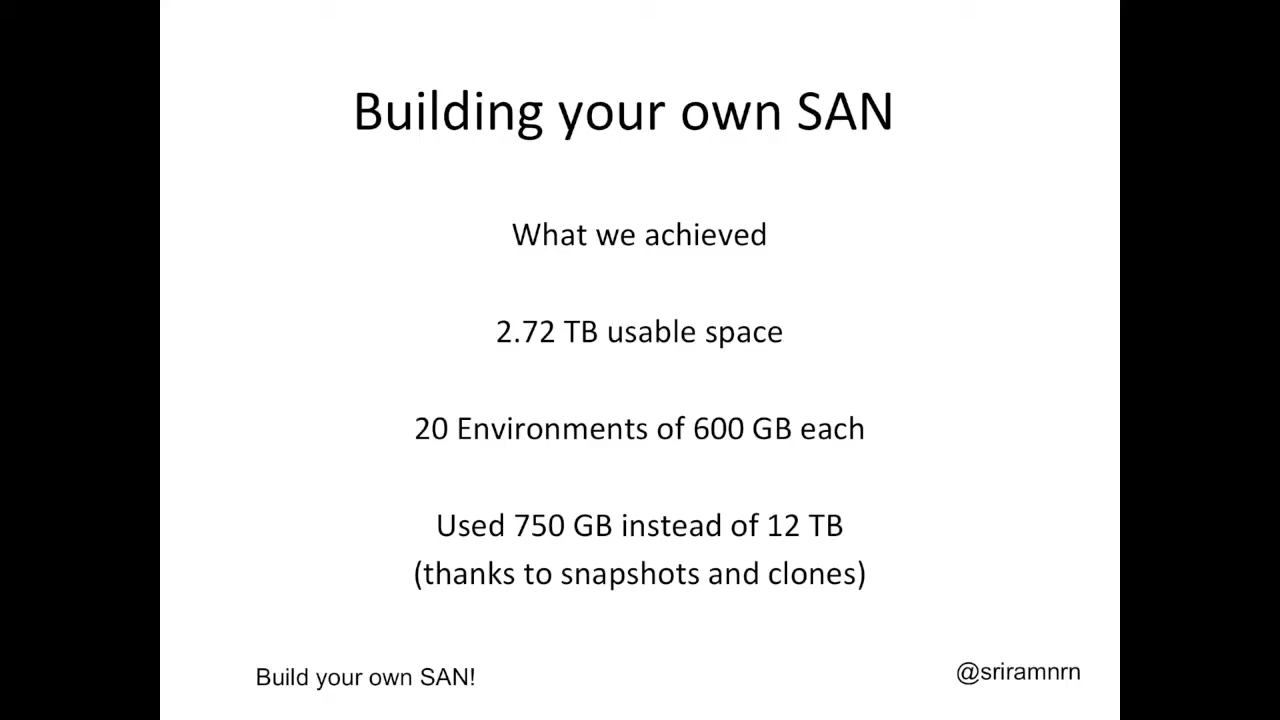 Building your own SAN
What we achieved
2.72 TB usable space
20 Environments of 600 GB each
Used 750 GB instead of 12 TB
(thanks to snapshots and clones)
Build your own SAN!
@sriramnrn